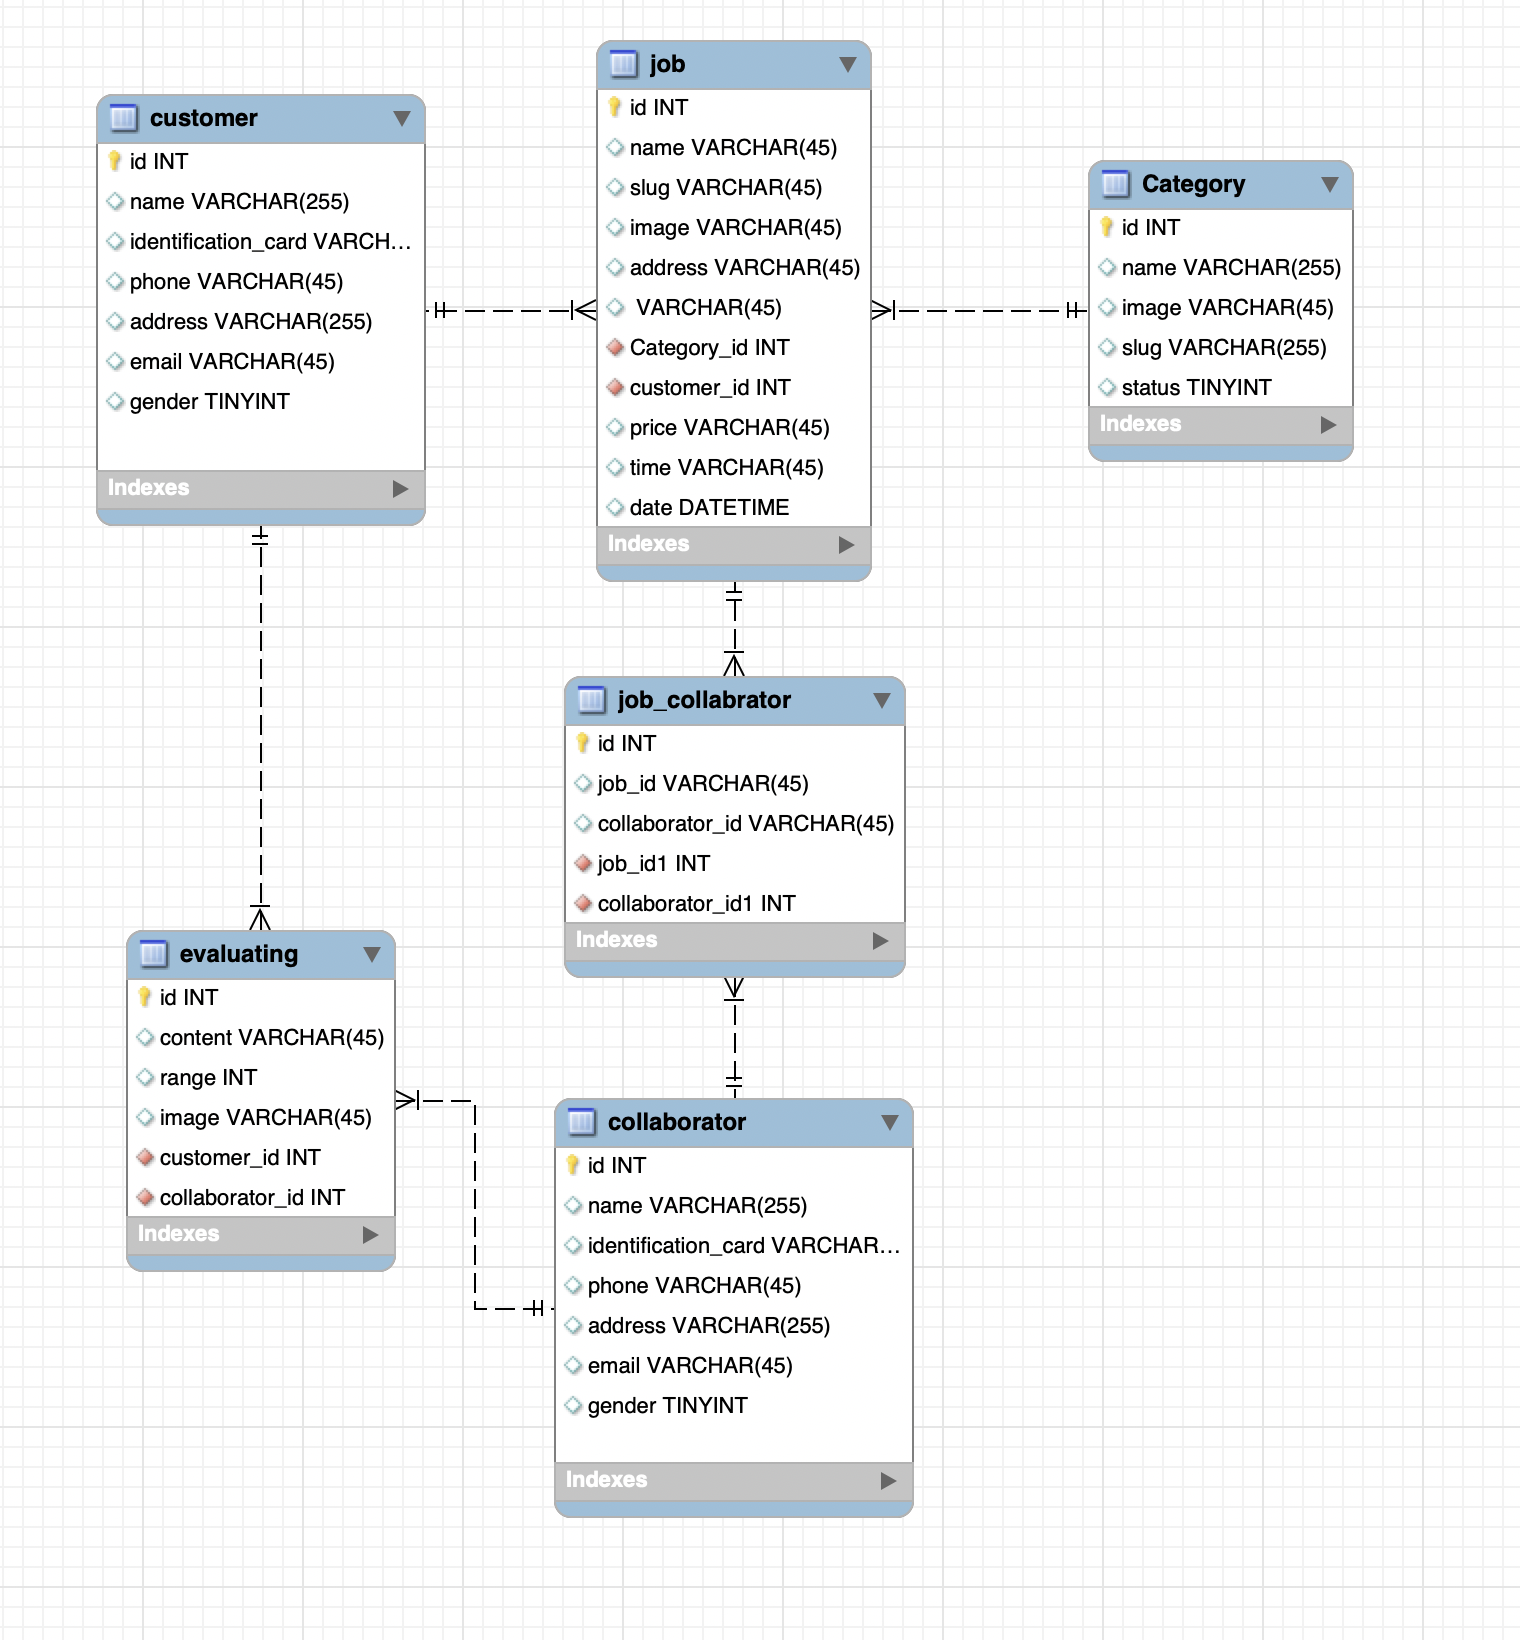 customer
id INT
name VARCHAR(255)
identification_card VARCH...
phone VARCHAR(45)
address VARCHAR(255)
email VARCHAR(45)
gender TINYINT
Indexes
job
id INT
name VARCHAR(45)
slug VARCHAR(45)
image VARCHAR(45)
address VARCHAR(45)
VARCHAR(45)
Category_id INT
customer_id INT
price VARCHAR(45)
time VARCHAR(45)
date DATETIME
Indexes
Category
id INT
name VARCHAR(255)
image VARCHAR(45)
slug VARCHAR(255)
status TINYINT
Indexes
job_collabrator
id INT
job_id VARCHAR(45)
collaborator_id VARCHAR(45)
job_id1 INT
collaborator_id1 INT
Indexes
evaluating
id INT
content VARCHAR(45)
range INT
image VARCHAR(45)
customer_id INT
collaborator_id INT
Indexes
collaborator
id INT
name VARCHAR(255)
identification_card VARCHAR...
phone VARCHAR(45)
address VARCHAR(255)
email VARCHAR(45)
gender TINYINT
Indexes